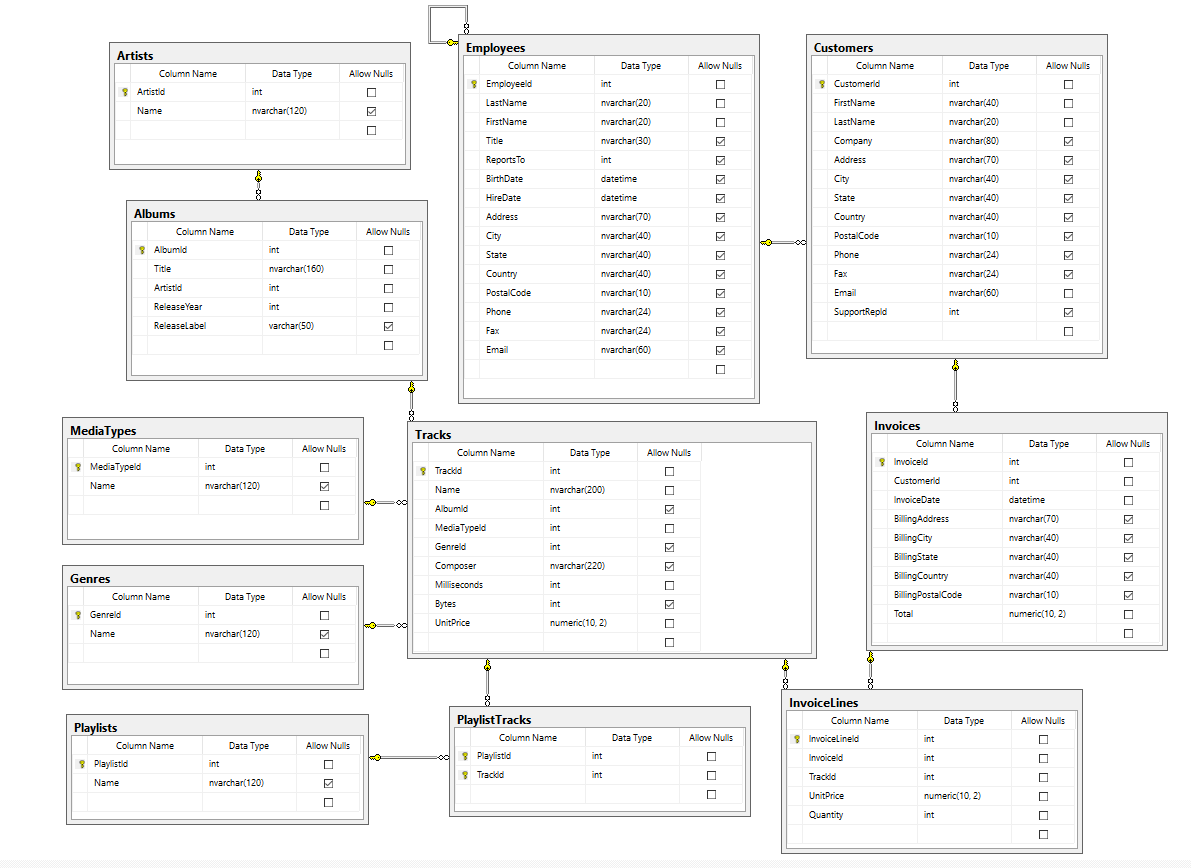 Artists
Column Name Data Type Allow Nulls
ArtistId int
Name nvarchar(120)
Albums
Column Name Data Type Allow Nulls
AlbumId int
Title nvarchar(160)
ArtistId int
ReleaseYear int
ReleaseLabel varchar(50)
Employees
Column Name Data Type Allow Nulls
EmployeeId int
LastName nvarchar(20)
FirstName nvarchar(20)
Title nvarchar(30)
ReportsTo int
BirthDate datetime
HireDate datetime
Address nvarchar(70)
City nvarchar(40)
State nvarchar(40)
Country nvarchar(40)
PostalCode nvarchar(10)
Phone nvarchar(24)
Fax nvarchar(24)
Email nvarchar(60)
Customers
Column Name Data Type Allow Nulls
CustomerId int
FirstName nvarchar(40)
LastName nvarchar(20)
Company nvarchar(80)
Address nvarchar(70)
City nvarchar(40)
State nvarchar(40)
Country nvarchar(40)
PostalCode nvarchar(10)
Phone nvarchar(24)
Fax nvarchar(24)
Email nvarchar(60)
SupportRepId int
MediaTypes
Column Name Data Type Allow Nulls
MediaTypeId int
Name nvarchar(120)
Genres
Column Name Data Type Allow Nulls
GenreId int
Name nvarchar(120)
Tracks
Column Name Data Type Allow Nulls
TrackId int
Name nvarchar(200)
AlbumId int
MediaTypeId int
GenreId int
Composer nvarchar(220)
Milliseconds int
Bytes int
UnitPrice numeric(10, 2)
Invoices
Column Name Data Type Allow Nulls
InvoiceId int
CustomerId int
InvoiceDate datetime
BillingAddress nvarchar(70)
BillingCity nvarchar(40)
BillingState nvarchar(40)
BillingCountry nvarchar(40)
BillingPostalCode nvarchar(10)
Total numeric(10, 2)
Playlists
Column Name Data Type Allow Nulls
PlaylistId int
Name nvarchar(120)
PlaylistTracks
Column Name Data Type Allow Nulls
PlaylistId int
TrackId int
InvoiceLines
Column Name Data Type Allow Nulls
InvoiceLineId int
InvoiceId int
TrackId int
UnitPrice numeric(10, 2)
Quantity int